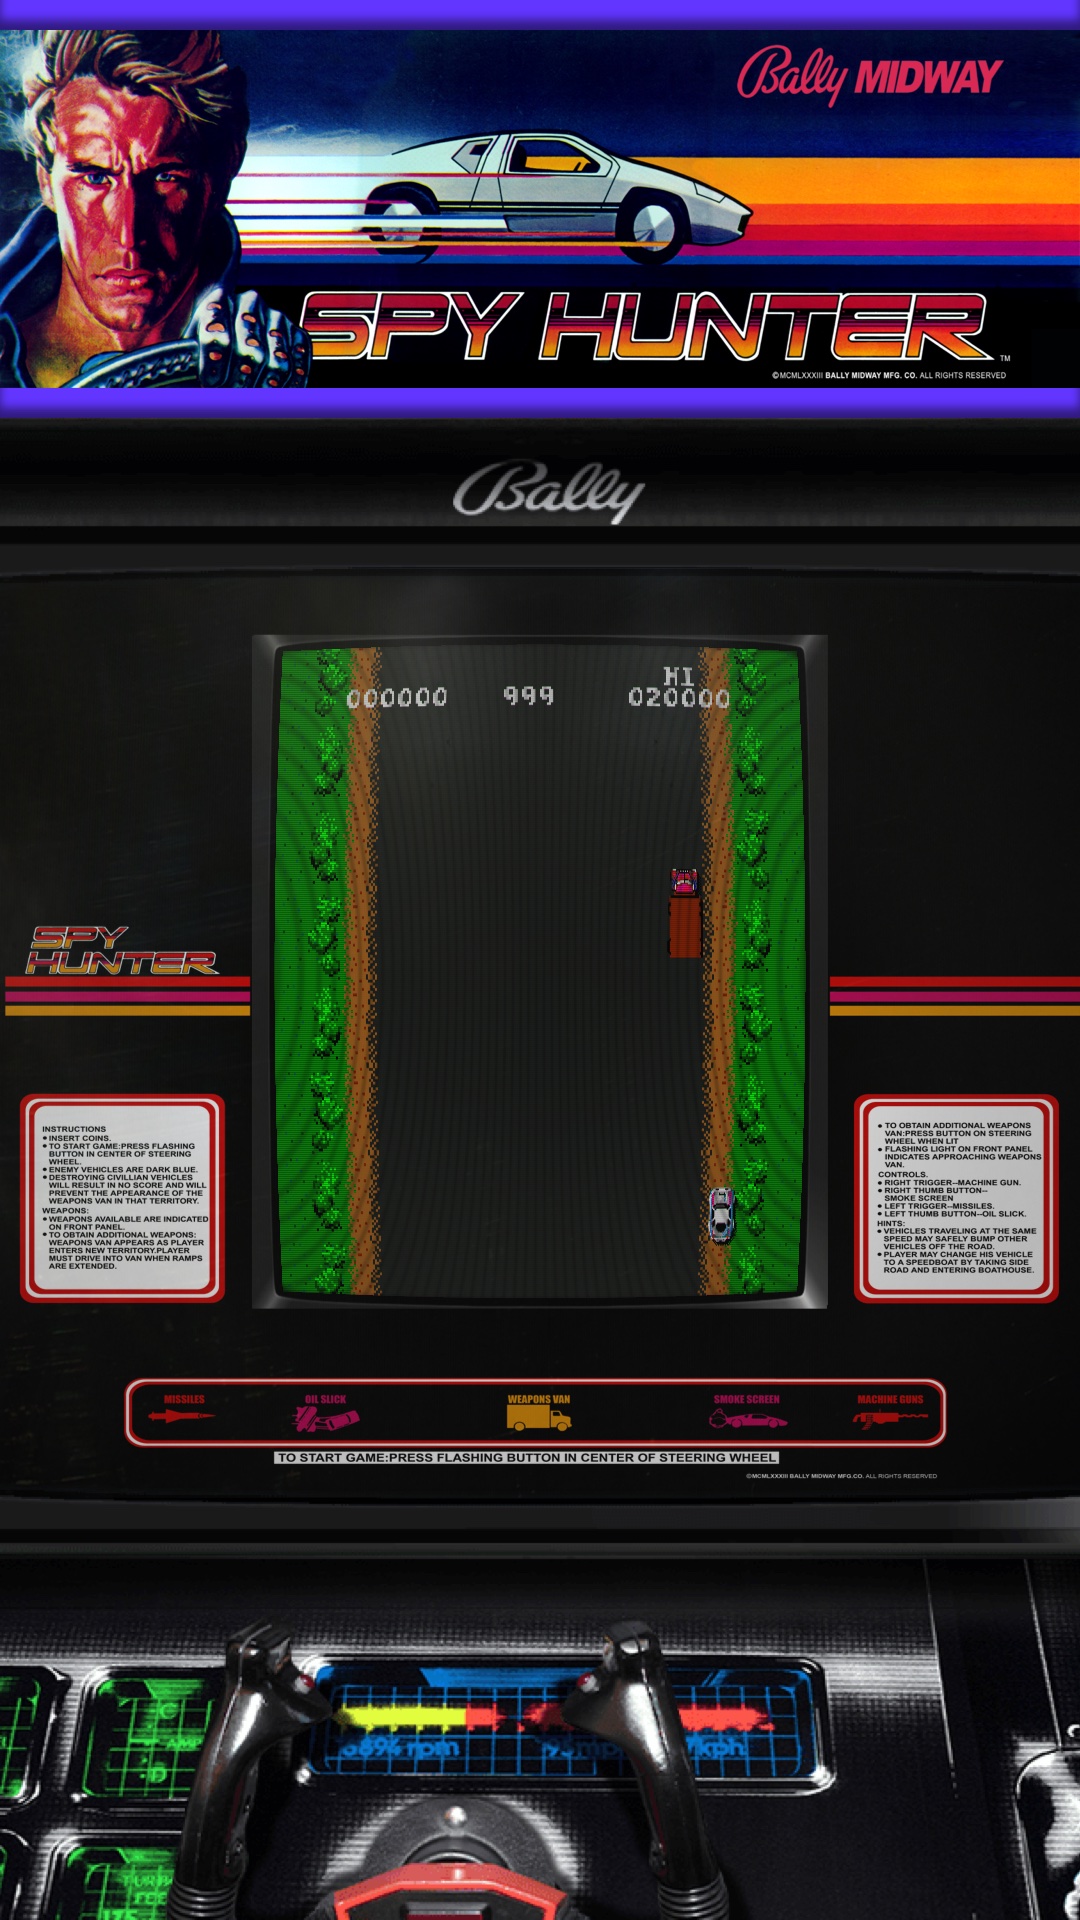 Bally MIDWAY
SPY HUNTER
TM
©MCMLXXXIII BALLY MIDWAY MFG. CO. ALL RIGHTS RESERVED
Bally
HI
000000 999 020000
SPY
HUNTER
INSTRUCTIONS
• INSERT COINS.
• TO START GAME:PRESS FLASHING
BUTTON IN CENTER OF STEERING
WHEEL.
• ENEMY VEHICLES ARE DARK BLUE.
• DESTROYING CIVILLIAN VEHICLES
WILL RESULT IN NO SCORE AND WILL
PREVENT THE APPEARANCE OF THE
WEAPONS VAN IN THAT TERRITORY.
WEAPONS:
• WEAPONS AVAILABLE ARE INDICATED
ON FRONT PANEL.
• TO OBTAIN ADDITIONAL WEAPONS:
WEAPONS VAN APPEARS AS PLAYER
ENTERS NEW TERRITORY.PLAYER
MUST DRIVE INTO VAN WHEN RAMPS
ARE EXTENDED.
• TO OBTAIN ADDITIONAL WEAPONS
VAN:PRESS BUTTON ON STEERING
WHEEL WHEN LIT
• FLASHING LIGHT ON FRONT PANEL
INDICATES APPROACHING WEAPONS
VAN.
CONTROLS.
• RIGHT TRIGGER--MACHINE GUN.
• RIGHT THUMB BUTTON--
SMOKE SCREEN
• LEFT TRIGGER--MISSILES.
• LEFT THUMB BUTTON--OIL SLICK.
HINTS:
• VEHICLES TRAVELING AT THE SAME
SPEED MAY SAFELY BUMP OTHER
VEHICLES OFF THE ROAD.
• PLAYER MAY CHANGE HIS VEHICLE
TO A SPEEDBOAT BY TAKING SIDE
ROAD AND ENTERING BOATHOUSE.
MISSILES OIL SLICK WEAPONS VAN SMOKE SCREEN MACHINE GUNS
TO START GAME:PRESS FLASHING BUTTON IN CENTER OF STEERING WHEEL
©MCMLXXXIII BALLY MIDWAY MFG.CO. ALL RIGHTS RESERVED
rpm kph